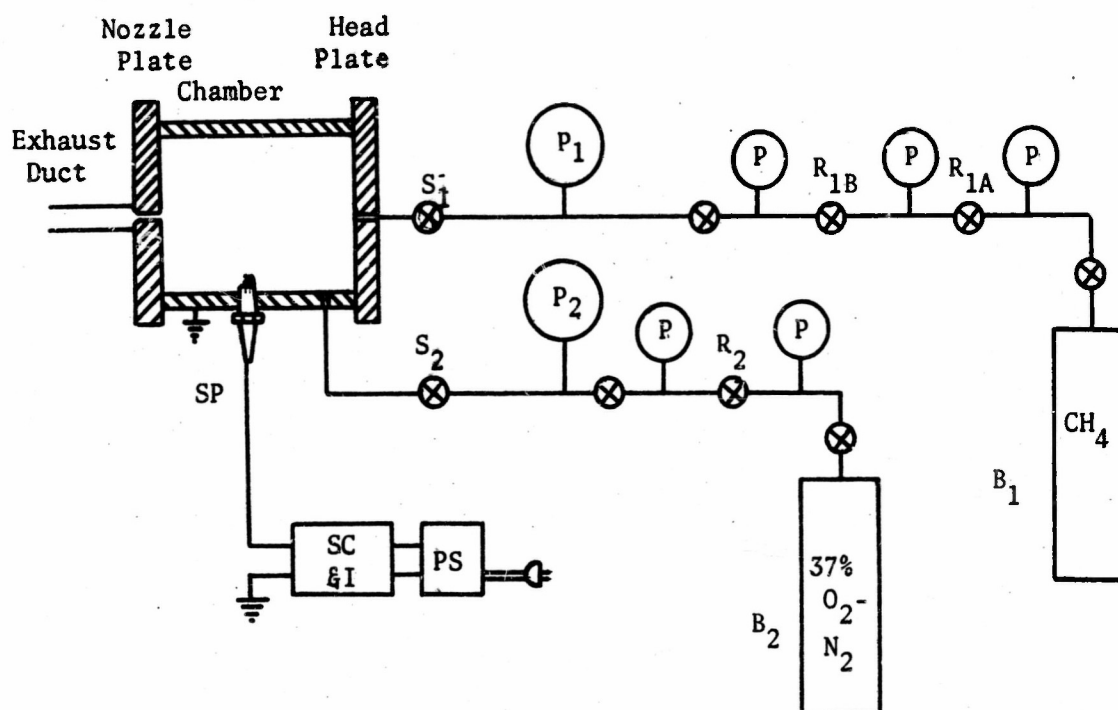 Nozzle
Plate
Head
Plate
Chamber
Exhaust
Duct
S₁
P₁
P
R₁B
P
R₁A
P
S₂
P₂
P
R₂
P
SP
SC
&I
PS
37%
O₂-
N₂
B₂
CH₄
B₁